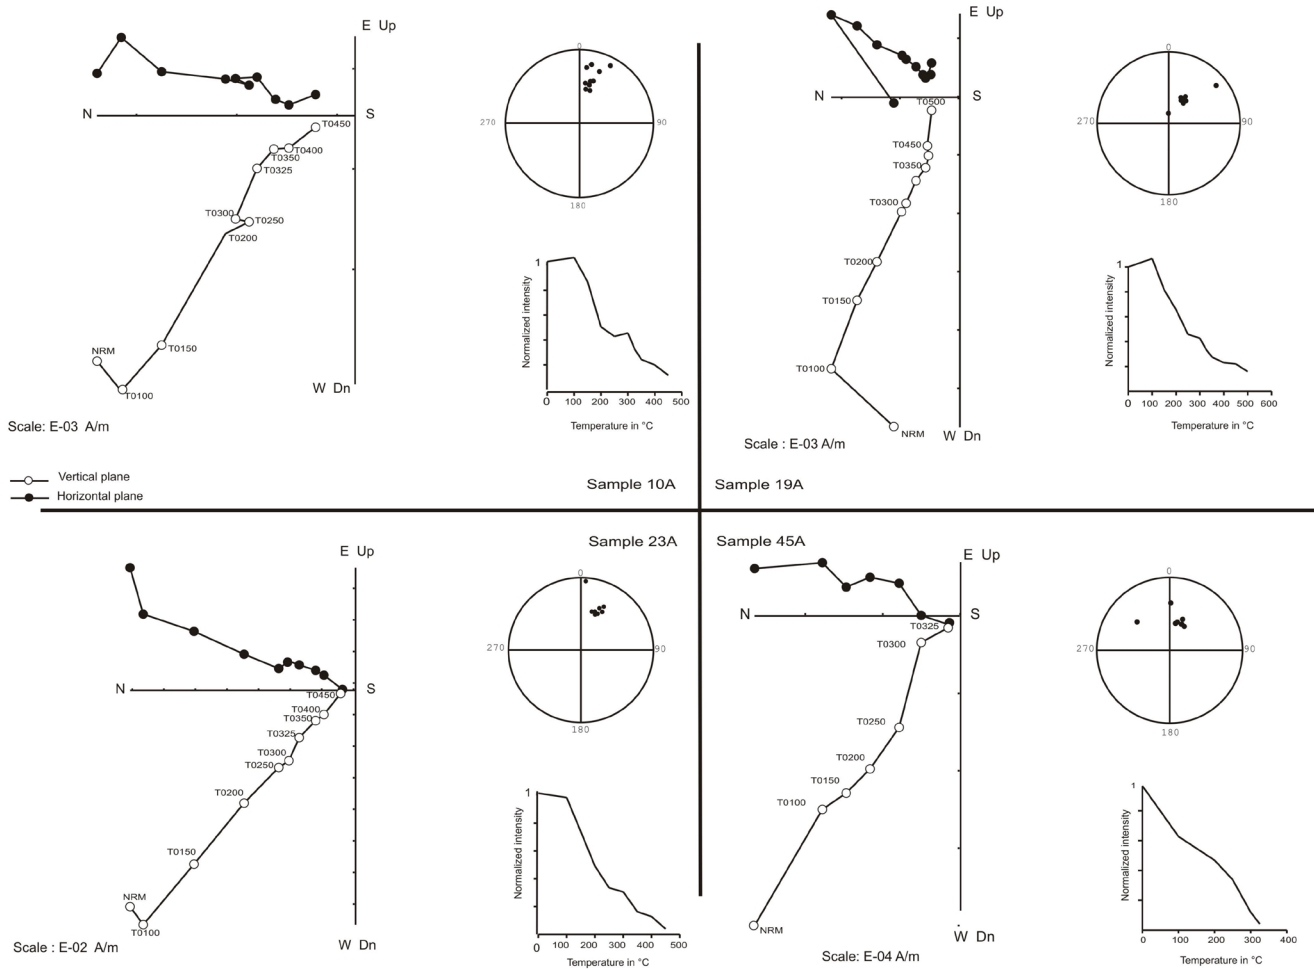 E Up
N
S
T0450
T0400
T0350
T0325
T0300
T0250
T0200
NRM
T0150
T0100
W Dn
Scale: E-03 A/m
0
270
90
180
1
Normalized intensity
0 100 200 300 400 500
Temperature in °C
Vertical plane
Horizontal plane
Sample 10A
E Up
N
S
T0500
T0450
T0350
T0300
T0200
T0150
T0100
NRM
W Dn
Scale : E-03 A/m
0
270
90
180
1
Normalized intensity
0 100 200 300 400 500 600
Temperature in °C
Sample 19A
Sample 23A
E Up
N
S
T0450
T0400
T0350
T0325
T0300
T0250
T0200
T0150
NRM
T0100
W Dn
Scale : E-02 A/m
0
270
90
180
1
Normalized intensity
0 100 200 300 400 500
Temperature in °C
Sample 45A
E Up
N
S
T0325
T0300
T0250
T0200
T0150
T0100
NRM
W Dn
Scale: E-04 A/m
0
270
90
180
1
Normalized intensity
0 100 200 300 400
Temperature in °C